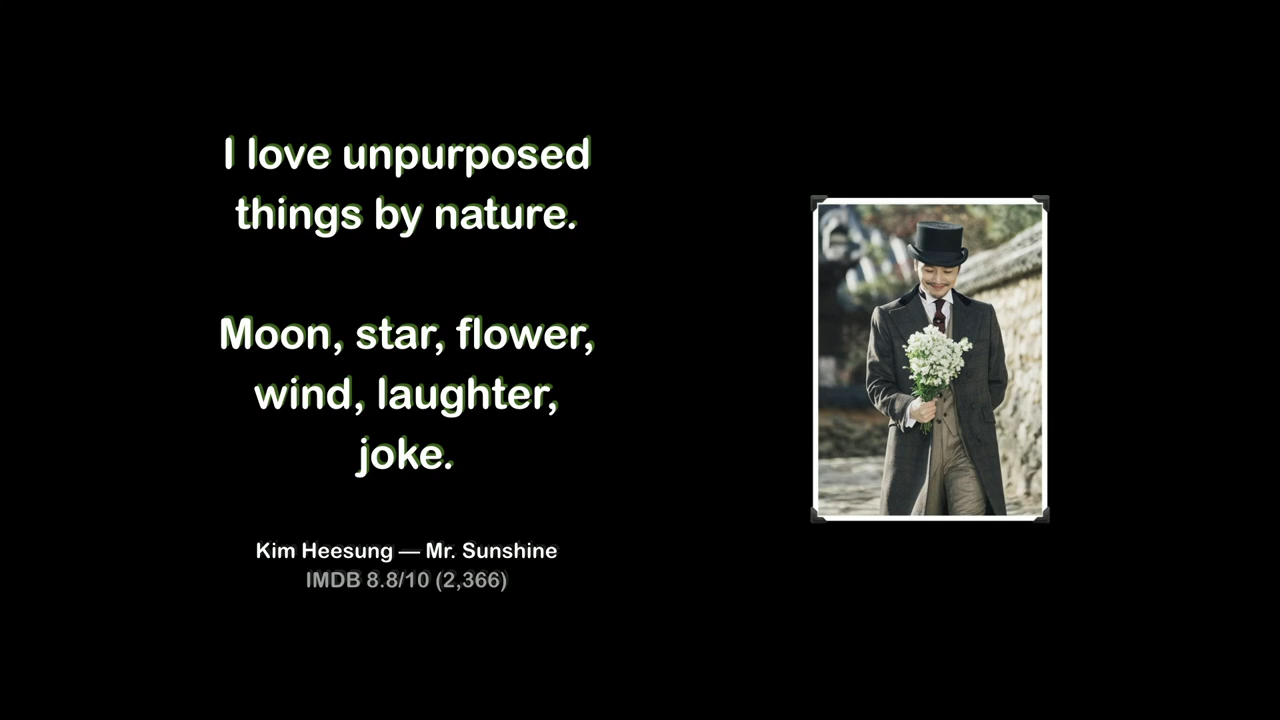 I love unpurposed
things by nature.
Moon, star, flower,
wind, laughter,
joke.
Kim Heesung — Mr. Sunshine
IMDB 8.8/10 (2,366)